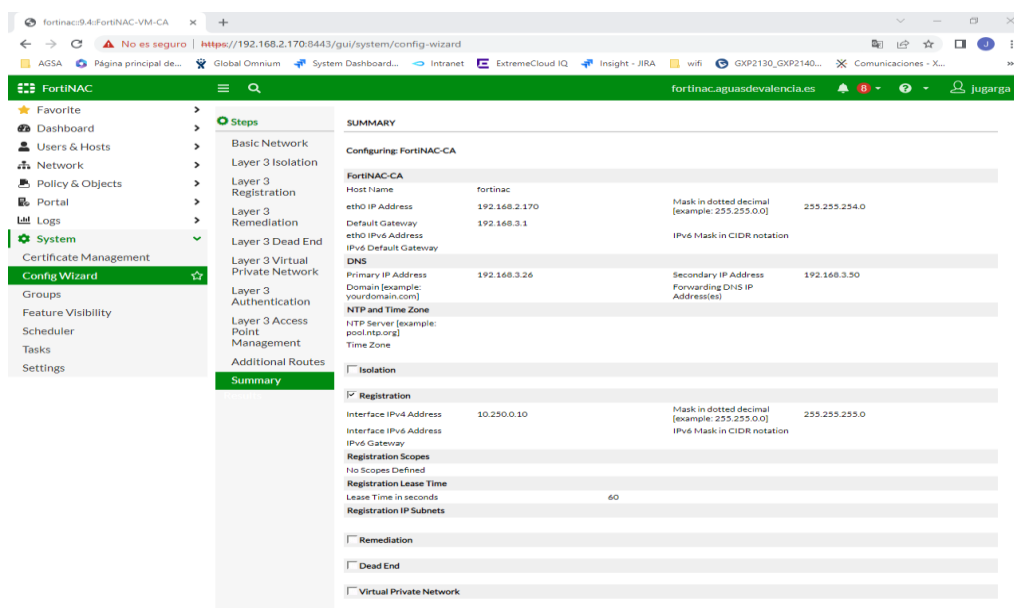 fortinac::9.4::FortiNAC-VM-CA
No es seguro | https://192.168.2.170:8443/gui/system/config-wizard
AGSA Página principal de... Global Omnium System Dashboard... Intranet ExtremeCloud IQ Insight - JIRA wifi GXP2130_GXP2140... Comunicaciones - X...
FortiNAC
fortinac.aguasdevalencia.es 8 jugarga
Favorite
Dashboard
Users & Hosts
Network
Policy & Objects
Portal
Logs
System
Certificate Management
Config Wizard
Groups
Feature Visibility
Scheduler
Tasks
Settings
Steps
Basic Network
Layer 3 Isolation
Layer 3
Registration
Layer 3
Remediation
Layer 3 Dead End
Layer 3 Virtual
Private Network
Layer 3
Authentication
Layer 3 Access
Point
Management
Additional Routes
Summary
SUMMARY
Configuring: FortiNAC-CA
FortiNAC-CA
Host Name fortinac
eth0 IP Address 192.168.2.170 Mask in dotted decimal
[example: 255.255.0.0] 255.255.254.0
Default Gateway 192.168.3.1
eth0 IPv6 Address IPv6 Mask in CIDR notation
IPv6 Default Gateway
DNS
Primary IP Address 192.168.3.26 Secondary IP Address 192.168.3.50
Domain [example:
yourdomain.com] Forwarding DNS IP
Address(es)
NTP and Time Zone
NTP Server [example:
pool.ntp.org]
Time Zone
Isolation
Registration
Interface IPv4 Address 10.250.0.10 Mask in dotted decimal
[example: 255.255.0.0] 255.255.255.0
Interface IPv6 Address IPv6 Mask in CIDR notation
IPv6 Gateway
Registration Scopes
No Scopes Defined
Registration Lease Time
Lease Time in seconds 60
Registration IP Subnets
Remediation
Dead End
Virtual Private Network